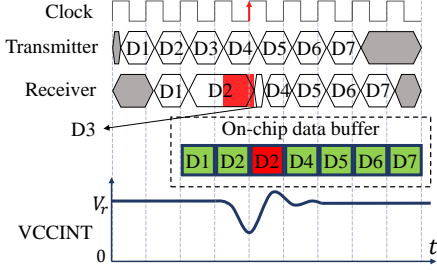 Clock
Transmitter D1 D2 D3 D4 D5 D6 D7
Receiver D1 D2 D4 D5 D6 D7
D3
On-chip data buffer
D1 D2 D2 D4 D5 D6 D7
Vr
VCCINT
0
t